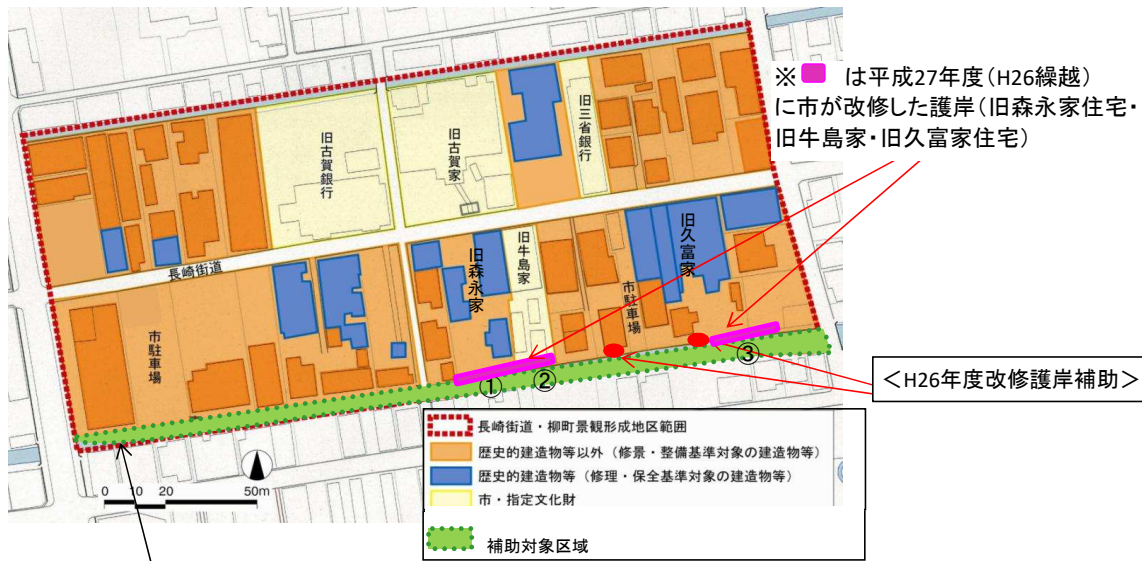 ※ は平成27年度(H26繰越)
に市が改修した護岸(旧森永家住宅・
旧牛島家・旧久富家住宅)
旧古賀銀行
旧古賀家
旧三省銀行
長崎街道
旧森永家
旧牛島家
旧久富家
市駐車場
市駐車場
①
②
③
<H26年度改修護岸補助>
長崎街道・柳町景観形成地区範囲
歴史的建造物等以外(修景・整備基準対象の建造物等)
歴史的建造物等(修理・保全基準対象の建造物等)
市・指定文化財
補助対象区域
0 10 20 50m